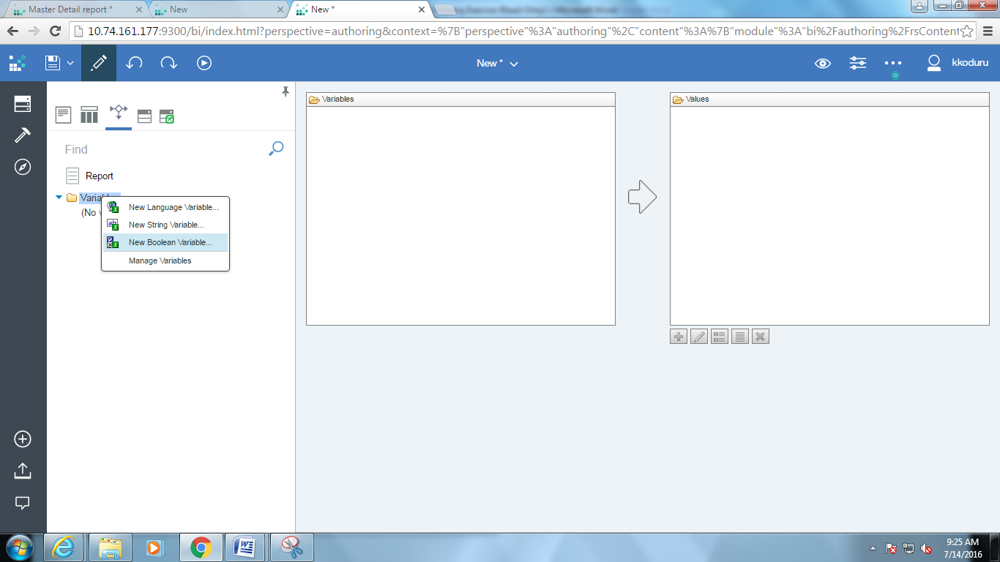 Master Detail report *
New
New *
10.74.161.177:9300/bi/index.html?perspective=authoring&context=%7B"perspective"%3A"authoring"%2C"content"%3A%7B"module"%3A"bi%2Fauthoring%2FrsContent
New *
kkoduru
Find
Report
New Language Variable...
New String Variable...
New Boolean Variable...
Manage Variables
(No
Variables
Values
9:25 AM
7/14/2016